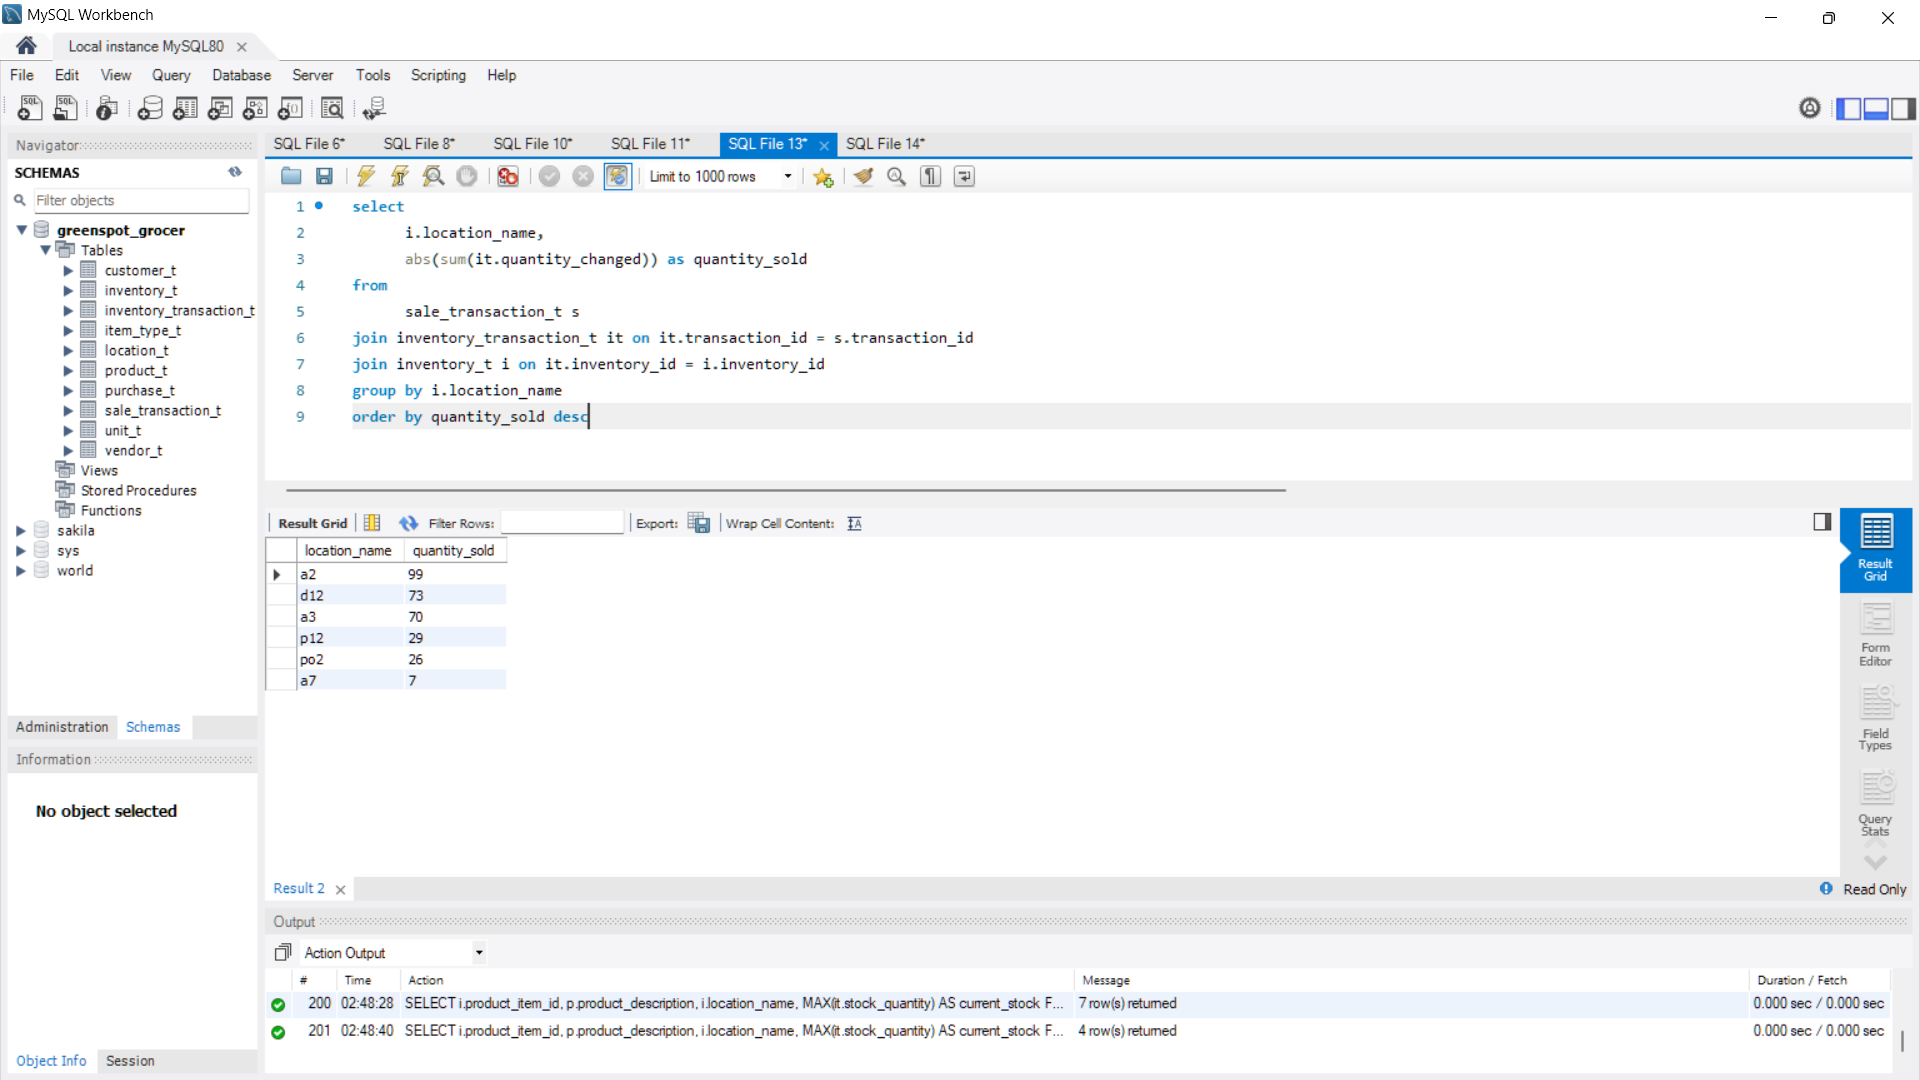 MySQL Workbench
Local instance MySQL80
File Edit View Query Database Server Tools Scripting Help
Navigator
SCHEMAS
Filter objects
greenspot_grocer
Tables
customer_t
inventory_t
inventory_transaction_t
item_type_t
location_t
product_t
purchase_t
sale_transaction_t
unit_t
vendor_t
Views
Stored Procedures
Functions
sakila
sys
world
Administration Schemas
Information
No object selected
Object Info Session
SQL File 6* SQL File 8* SQL File 10* SQL File 11* SQL File 13* SQL File 14*
Limit to 1000 rows
1 select
2 i.location_name,
3 abs(sum(it.quantity_changed)) as quantity_sold
4 from
5 sale_transaction_t s
6 join inventory_transaction_t it on it.transaction_id = s.transaction_id
7 join inventory_t i on it.inventory_id = i.inventory_id
8 group by i.location_name
9 order by quantity_sold desc
Result Grid Filter Rows: Export: Wrap Cell Content:
location_name quantity_sold
a2 99
d12 73
a3 70
p12 29
po2 26
a7 7
Result
Grid
Form
Editor
Field
Types
Query
Stats
Result 2
Read Only
Output
Action Output
# Time Action Message Duration / Fetch
200 02:48:28 SELECT i.product_item_id, p.product_description, i.location_name, MAX(it.stock_quantity) AS current_stock F... 7 row(s) returned 0.000 sec / 0.000 sec
201 02:48:40 SELECT i.product_item_id, p.product_description, i.location_name, MAX(it.stock_quantity) AS current_stock F... 4 row(s) returned 0.000 sec / 0.000 sec